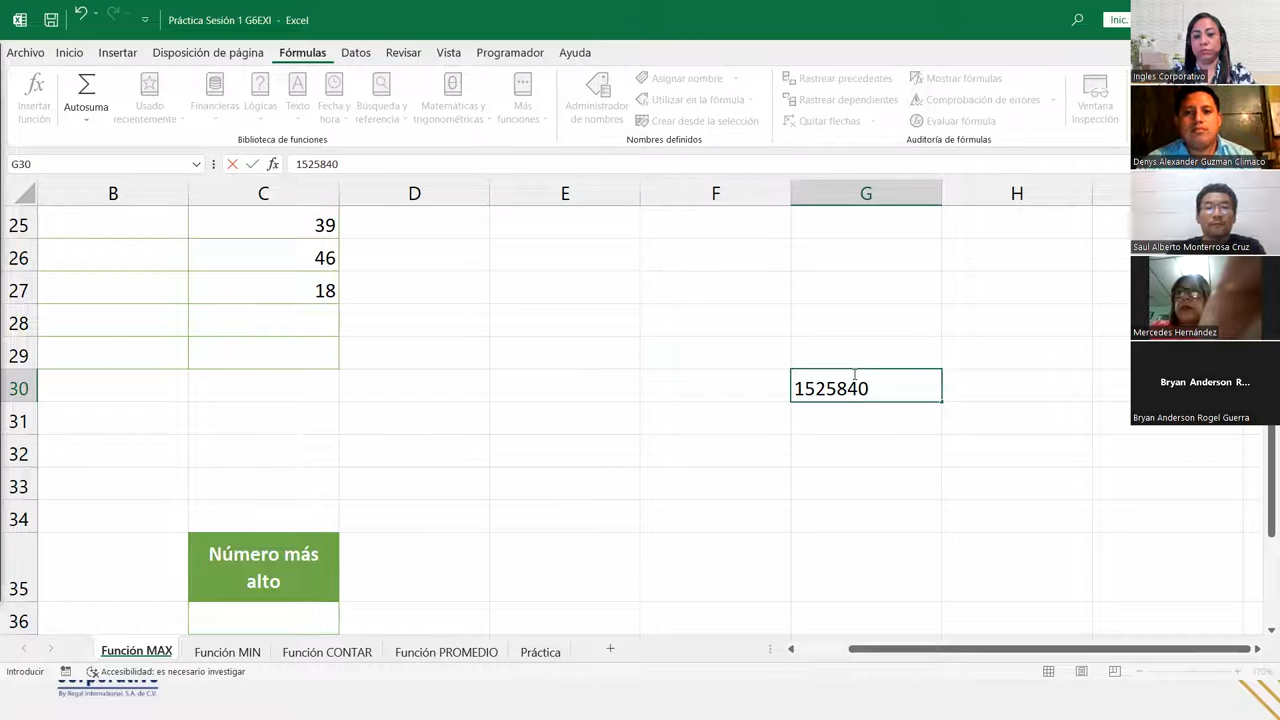 Práctica Sesión 1 G6EXI - Excel
Inic.
Archivo Inicio Insertar Disposición de página Fórmulas Datos Revisar Vista Ayuda
Insertar función
Autosuma
Usado recientemente
Financieras
Lógicas
Texto
Fecha y hora
Búsqueda y referencia
Matemáticas y trigonométricas
Más funciones
Biblioteca de funciones
Administrador de nombres
Asignar nombre
Utilizar en la fórmula
Crear desde la selección
Nombres definidos
Rastrear precedentes
Rastrear dependientes
Quitar flechas
Mostrar fórmulas
Comprobación de errores
Evaluar fórmula
Auditoría de fórmulas
Ventana Inspección
G30 fx 1525840
B C D E F G H
25 39
26 46
27 18
28
29
30 1525840
31
32
33
34
35 Número más
alto
36
Función MAX Función MIN Función CONTAR Función PROMEDIO Práctica
Introducir Accesibilidad: es necesario investigar
170%
By Regal International, S.A. de C.V.
Ingles Corporativo
Denys Alexander Guzman Climaco
Saul Alberto Monterrosa Cruz
Mercedes Hernández
Bryan Anderson R...
Bryan Anderson Rogel Guerra